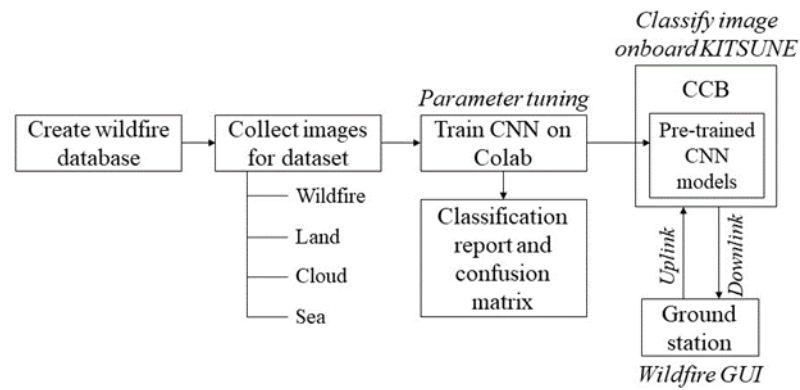 Create wildfire
database
Collect images
for dataset
Wildfire
Land
Cloud
Sea
Parameter tuning
Train CNN on
Colab
Classification
report and
confusion
matrix
Classify image
onboard KITSUNE
CCB
Pre-trained
CNN
models
Uplink
Downlink
Ground
station
Wildfire GUI